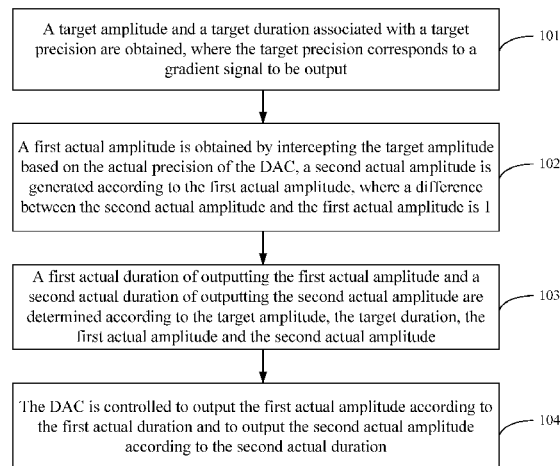 A target amplitude and a target duration associated with a target
precision are obtained, where the target precision corresponds to a
gradient signal to be output
101
A first actual amplitude is obtained by intercepting the target amplitude
based on the actual precision of the DAC, a second actual amplitude is
generated according to the first actual amplitude, where a difference
between the second actual amplitude and the first actual amplitude is 1
102
A first actual duration of outputting the first actual amplitude and a
second actual duration of outputting the second actual amplitude are
determined according to the target amplitude, the target duration, the
first actual amplitude and the second actual amplitude
103
The DAC is controlled to output the first actual amplitude according to
the first actual duration and to output the second actual amplitude
according to the second actual duration
104